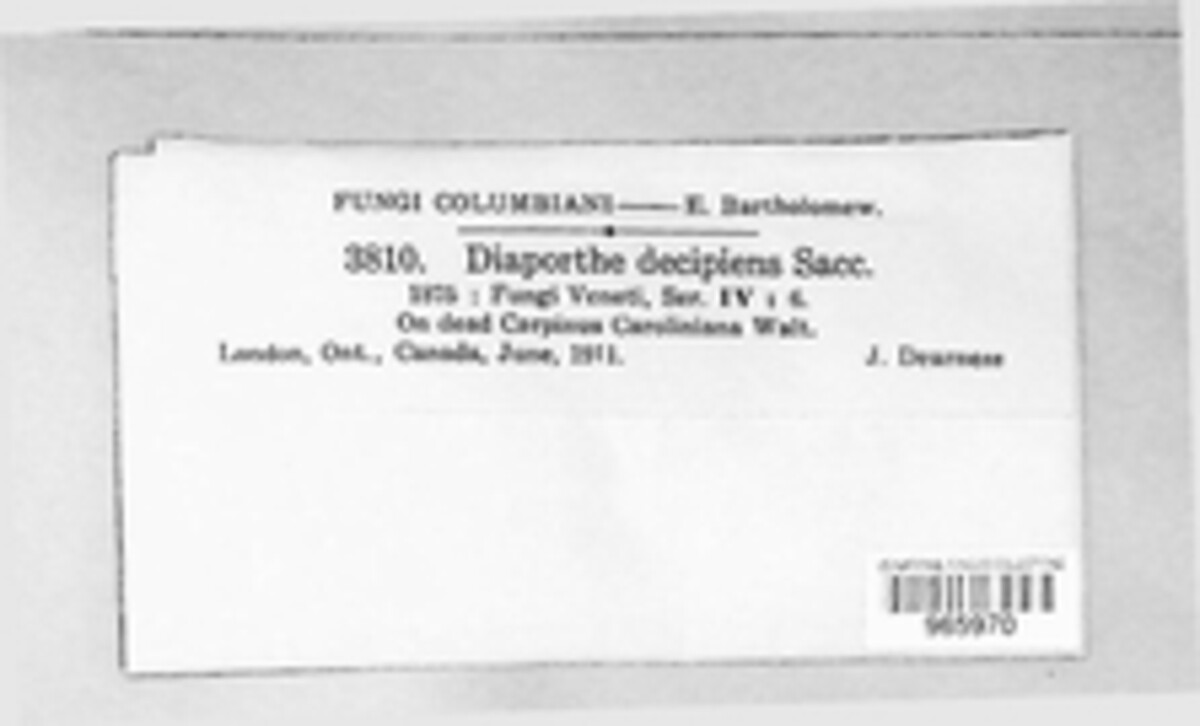 FUNGI COLUMBIANI — E. Bartholomew.
3810. Diaporthe decipiens Sacc.
1875 : Fungi Veneti, Ser. IV : 6.
On dead Carpinus Caroliniana Walt.
London, Ont., Canada, June, 1911. J. Dearness
965970